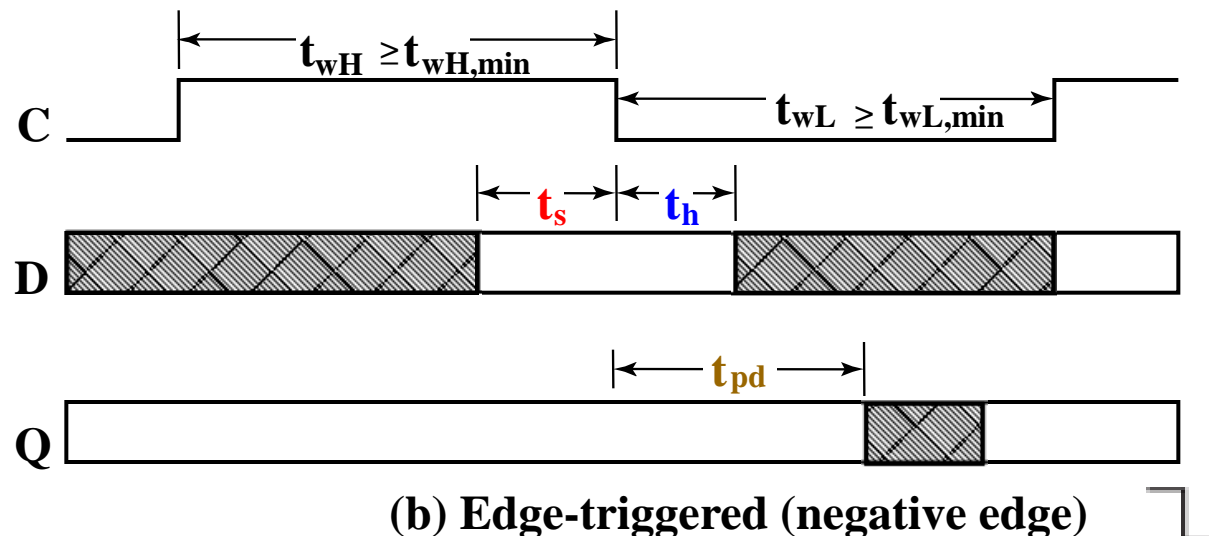 t_wH ≥ t_wH,min
C
t_wL ≥ t_wL,min
t_s t_h
D
t_pd
Q
(b) Edge-triggered (negative edge)